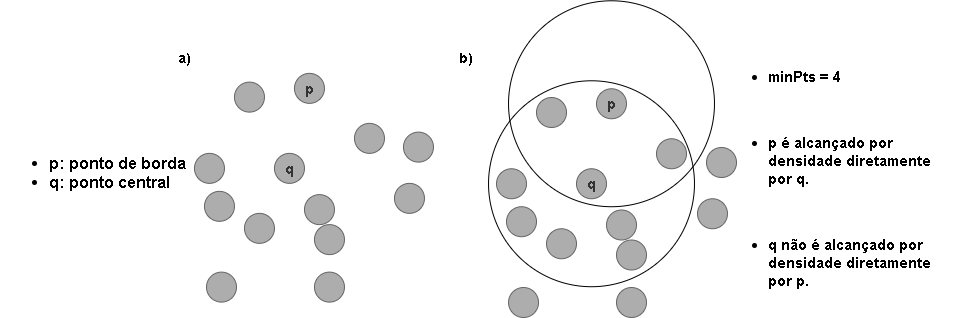 a)
p
• p: ponto de borda
• q: ponto central
q
b)
p
q
• minPts = 4
• p é alcançado por
densidade diretamente
por q.
• q não é alcançado por
densidade diretamente
por p.